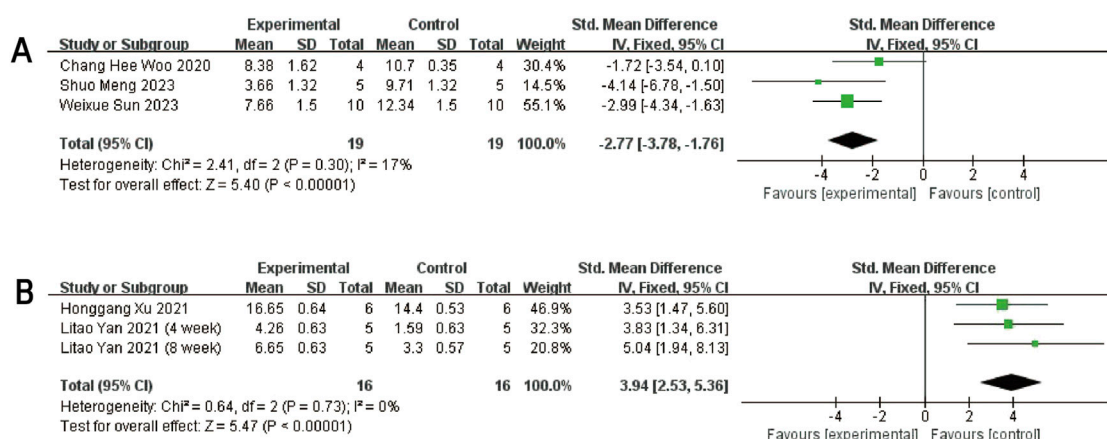 A
Experimental Control Std. Mean Difference Std. Mean Difference
Study or Subgroup Mean SD Total Mean SD Total Weight IV, Fixed, 95% CI IV, Fixed, 95% CI
Chang Hee Woo 2020 8.38 1.62 4 10.7 0.35 4 30.4% -1.72 [-3.54, 0.10]
Shuo Meng 2023 3.66 1.32 5 9.71 1.32 5 14.5% -4.14 [-6.78, -1.50]
Weixue Sun 2023 7.66 1.5 10 12.34 1.5 10 55.1% -2.99 [-4.34, -1.63]
Total (95% CI) 19 19 100.0% -2.77 [-3.78, -1.76]
Heterogeneity: Chi² = 2.41, df = 2 (P = 0.30); I² = 17%
Test for overall effect: Z = 5.40 (P < 0.00001)
-4 -2 0 2 4
Favours [experimental] Favours [control]
B
Experimental Control Std. Mean Difference Std. Mean Difference
Study or Subgroup Mean SD Total Mean SD Total Weight IV, Fixed, 95% CI IV, Fixed, 95% CI
Honggang Xu 2021 16.65 0.64 6 14.4 0.53 6 46.9% 3.53 [1.47, 5.60]
Litao Yan 2021 (4 week) 4.26 0.63 5 1.59 0.63 5 32.3% 3.83 [1.34, 6.31]
Litao Yan 2021 (8 week) 6.65 0.63 5 3.3 0.57 5 20.8% 5.04 [1.94, 8.13]
Total (95% CI) 16 16 100.0% 3.94 [2.53, 5.36]
Heterogeneity: Chi² = 0.64, df = 2 (P = 0.73); I² = 0%
Test for overall effect: Z = 5.47 (P < 0.00001)
-4 -2 0 2 4
Favours [experimental] Favours [control]